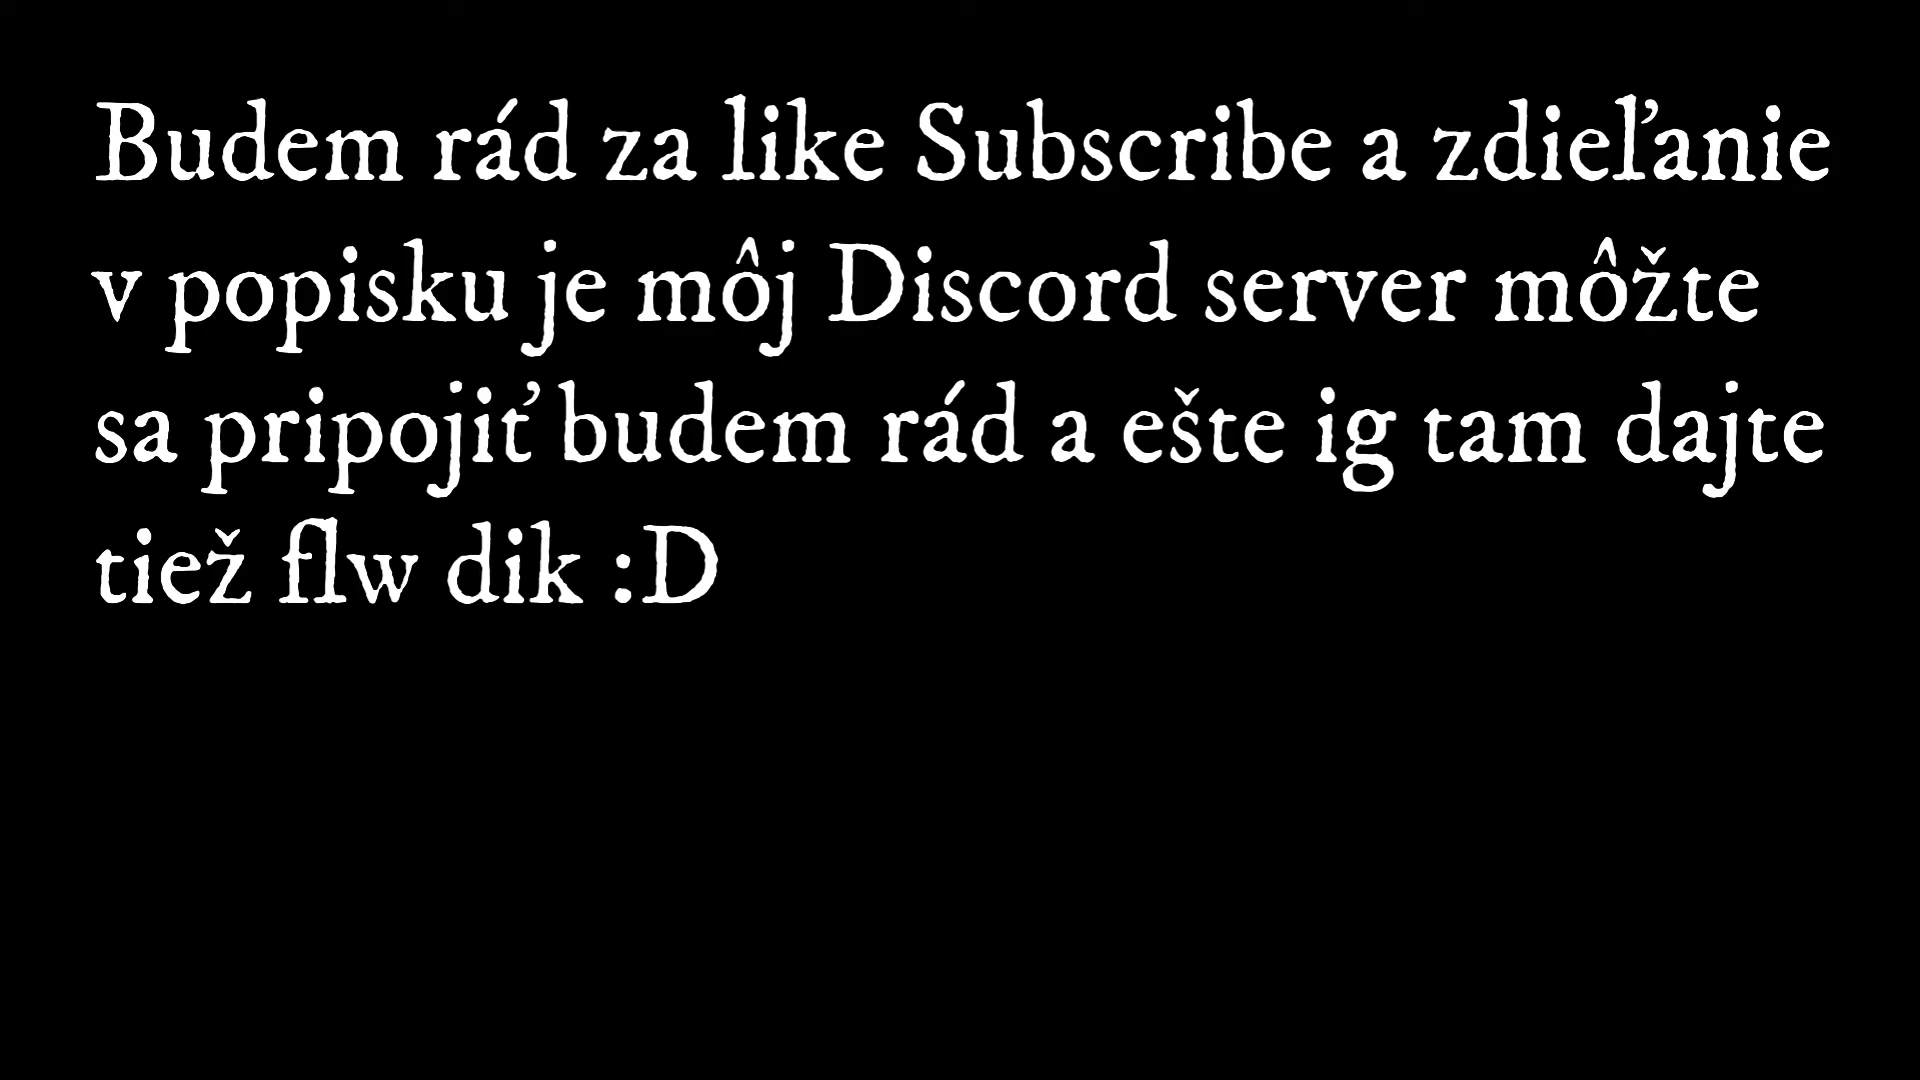 Budem rád za like Subscribe a zdieľanie
v popisku je môj Discord server môžte
sa pripojiť budem rád a ešte ig tam dajte
tiež flw dik :D